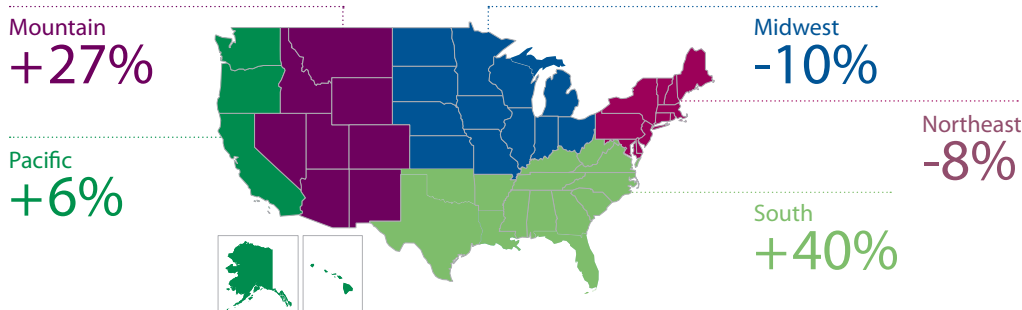 Mountain
+27%
Pacific
+6%
Midwest
-10%
Northeast
-8%
South
+40%